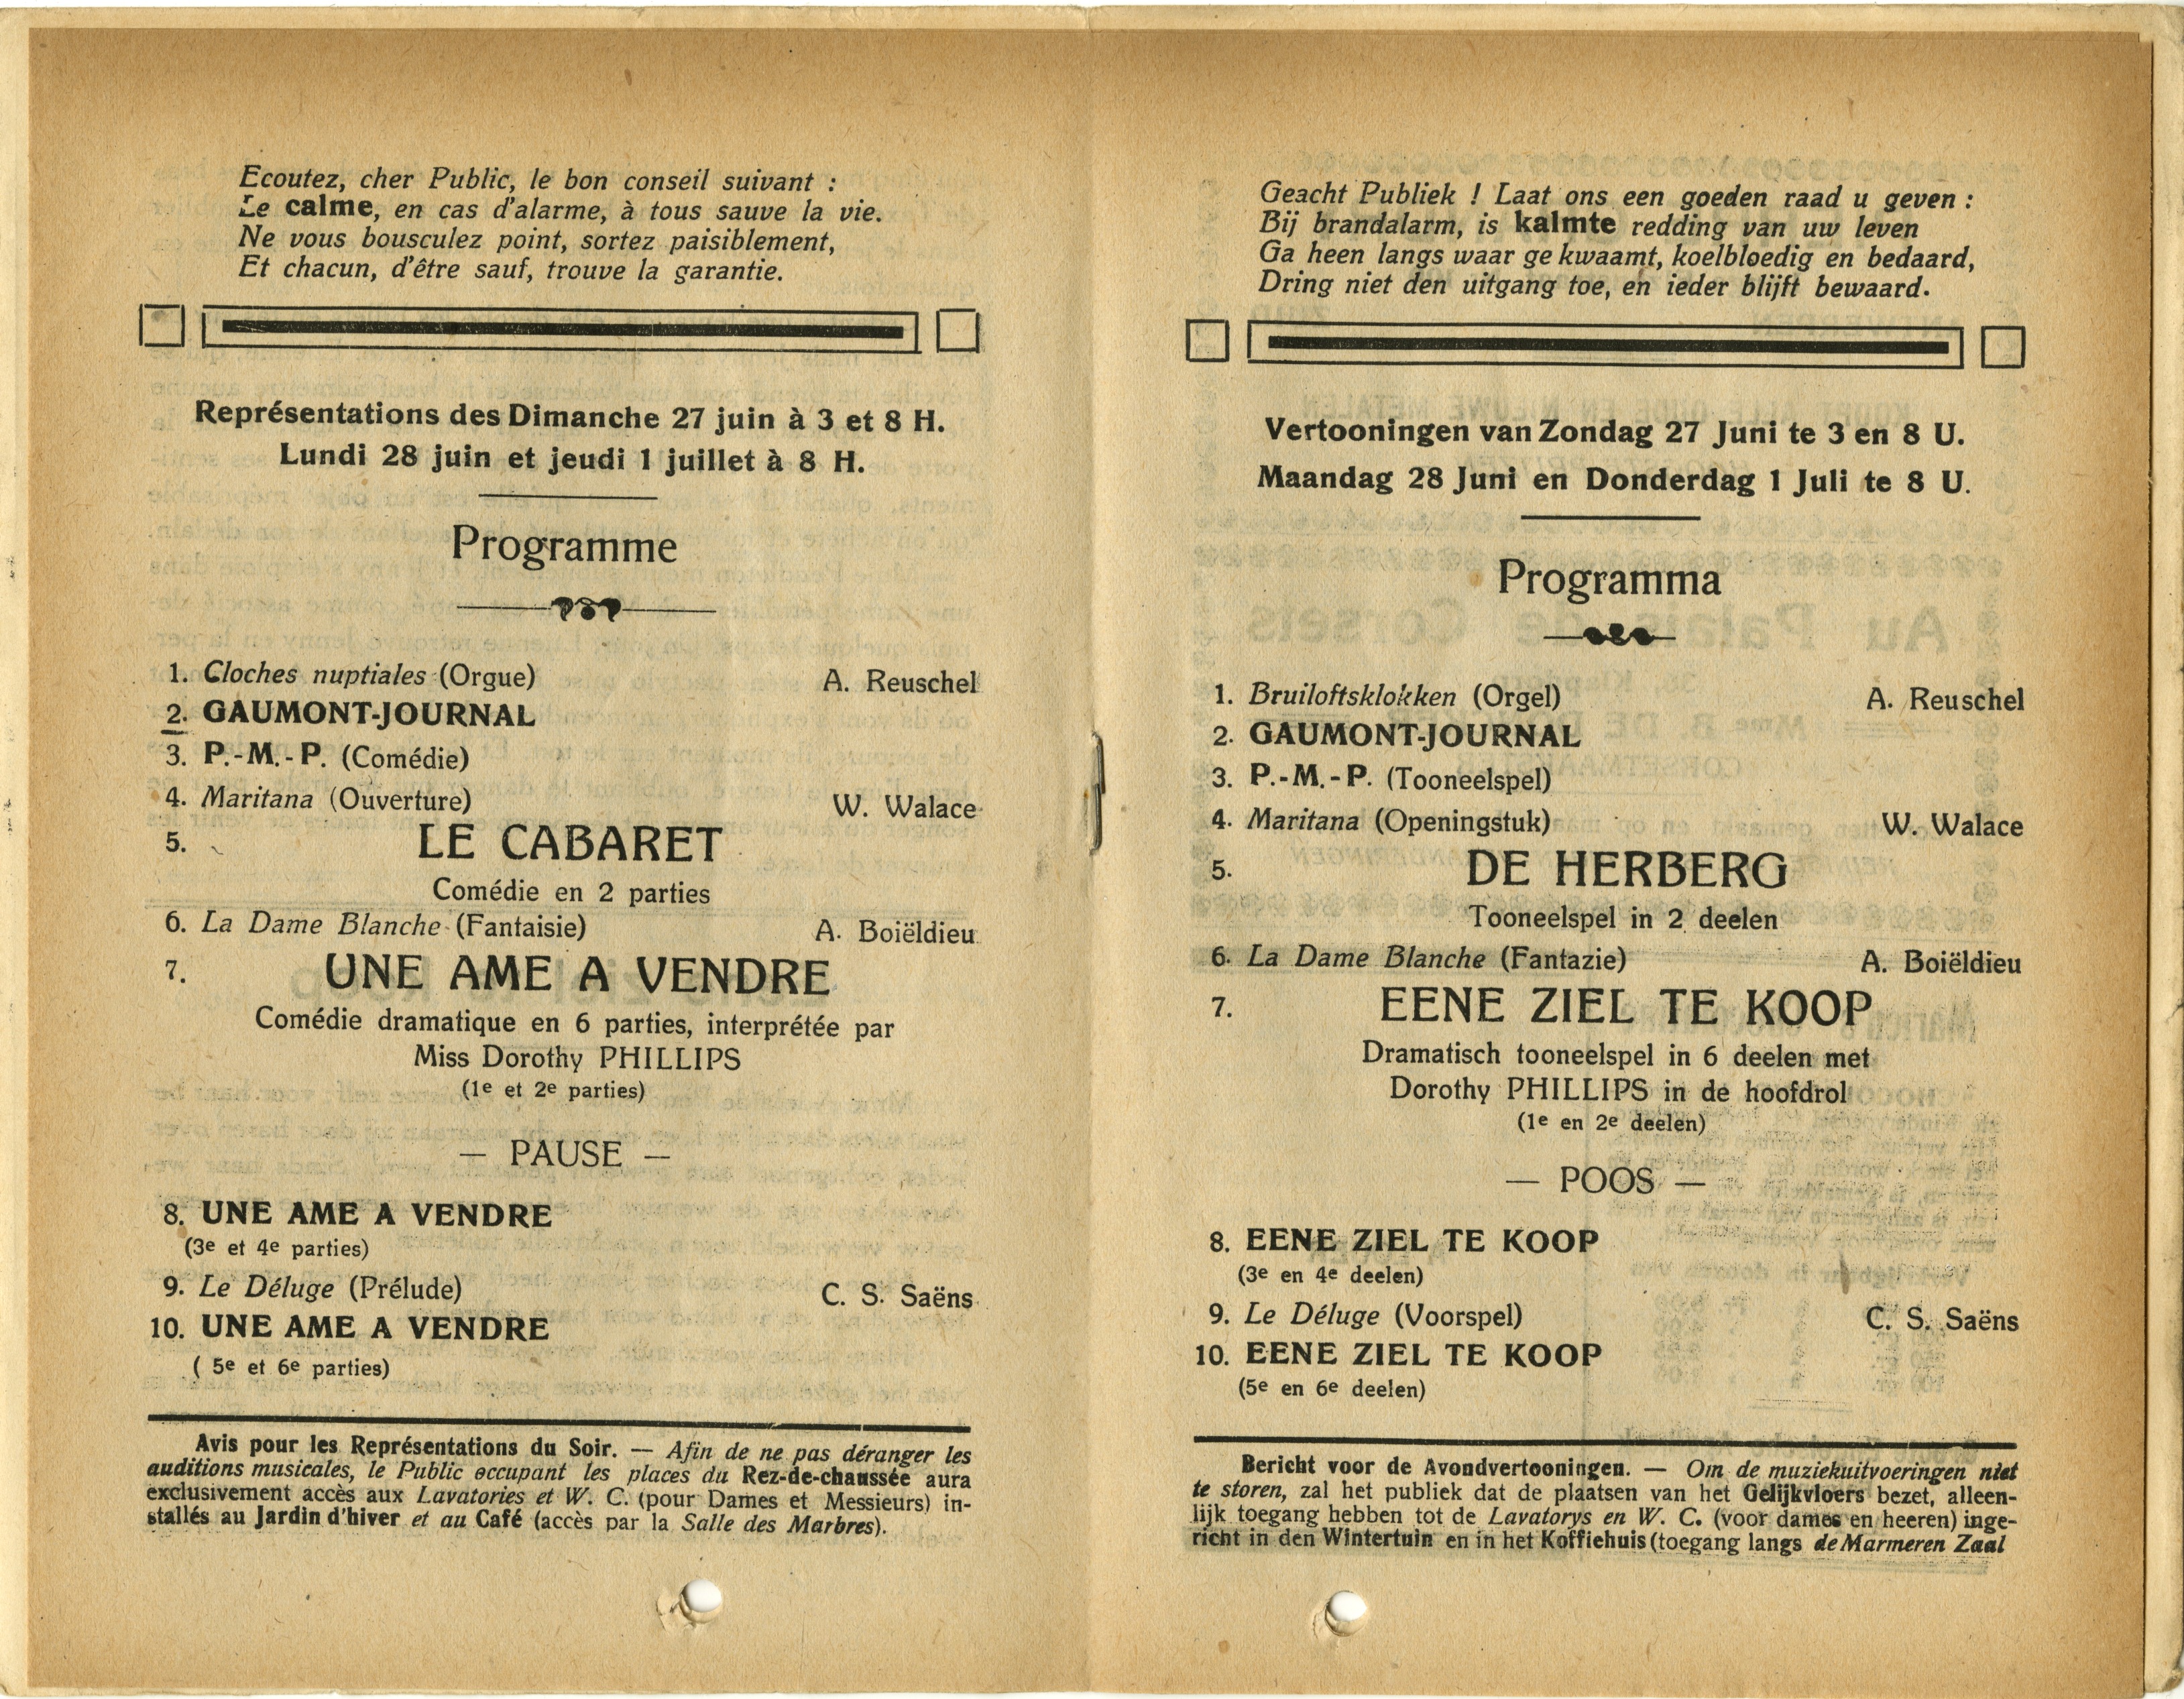 Ecoutez, cher Public, le bon conseil suivant :
Le calme, en cas d'alarme, à tous sauve la vie.
Ne vous bousculez point, sortez paisiblement,
Et chacun, d'être sauf, trouve la garantie.
Représentations des Dimanche 27 juin à 3 et 8 H.
Lundi 28 juin et jeudi 1 juillet à 8 H.
Programme
1. Cloches nuptiales (Orgue) A. Reuschel
2. GAUMONT-JOURNAL
3. P.-M.-P. (Comédie)
4. Maritana (Ouverture) W. Walace
5. LE CABARET
Comédie en 2 parties
6. La Dame Blanche (Fantaisie) A. Boiëldieu
7. UNE AME A VENDRE
Comédie dramatique en 6 parties, interprétée par
Miss Dorothy PHILLIPS
(1e et 2e parties)
— PAUSE —
8. UNE AME A VENDRE
(3e et 4e parties)
9. Le Déluge (Prélude) C. S. Saëns
10. UNE AME A VENDRE
( 5e et 6e parties)
Avis pour les Représentations du Soir. — Afin de ne pas déranger les
auditions musicales, le Public occupant les places du Rez-de-chaussée aura
exclusivement accès aux Lavatories et W. C. (pour Dames et Messieurs) in-
stallés au Jardin d'hiver et au Café (accès par la Salle des Marbres).
Geacht Publiek ! Laat ons een goeden raad u geven :
Bij brandalarm, is kalmte redding van uw leven
Ga heen langs waar ge kwaamt, koelbloedig en bedaard,
Dring niet den uitgang toe, en ieder blijft bewaard.
Vertooningen van Zondag 27 Juni te 3 en 8 U.
Maandag 28 Juni en Donderdag 1 Juli te 8 U.
Programma
1. Bruiloftsklokken (Orgel) A. Reuschel
2. GAUMONT-JOURNAL
3. P.-M.-P. (Tooneelspel)
4. Maritana (Openingstuk) W. Walace
5. DE HERBERG
Tooneelspel in 2 deelen
6. La Dame Blanche (Fantazie) A. Boiëldieu
7. EENE ZIEL TE KOOP
Dramatisch tooneelspel in 6 deelen met
Dorothy PHILLIPS in de hoofdrol
(1e en 2e deelen)
— POOS —
8. EENE ZIEL TE KOOP
(3e en 4e deelen)
9. Le Déluge (Voorspel) C. S. Saëns
10. EENE ZIEL TE KOOP
(5e en 6e deelen)
Bericht voor de Avondvertooningen. — Om de muziekuitvoeringen niet
te storen, zal het publiek dat de plaatsen van het Gelijkvloers bezet, alleen-
lijk toegang hebben tot de Lavatorys en W. C. (voor dames en heeren) inge-
richt in den Wintertuin en in het Koffiehuis (toegang langs de Marmeren Zaal